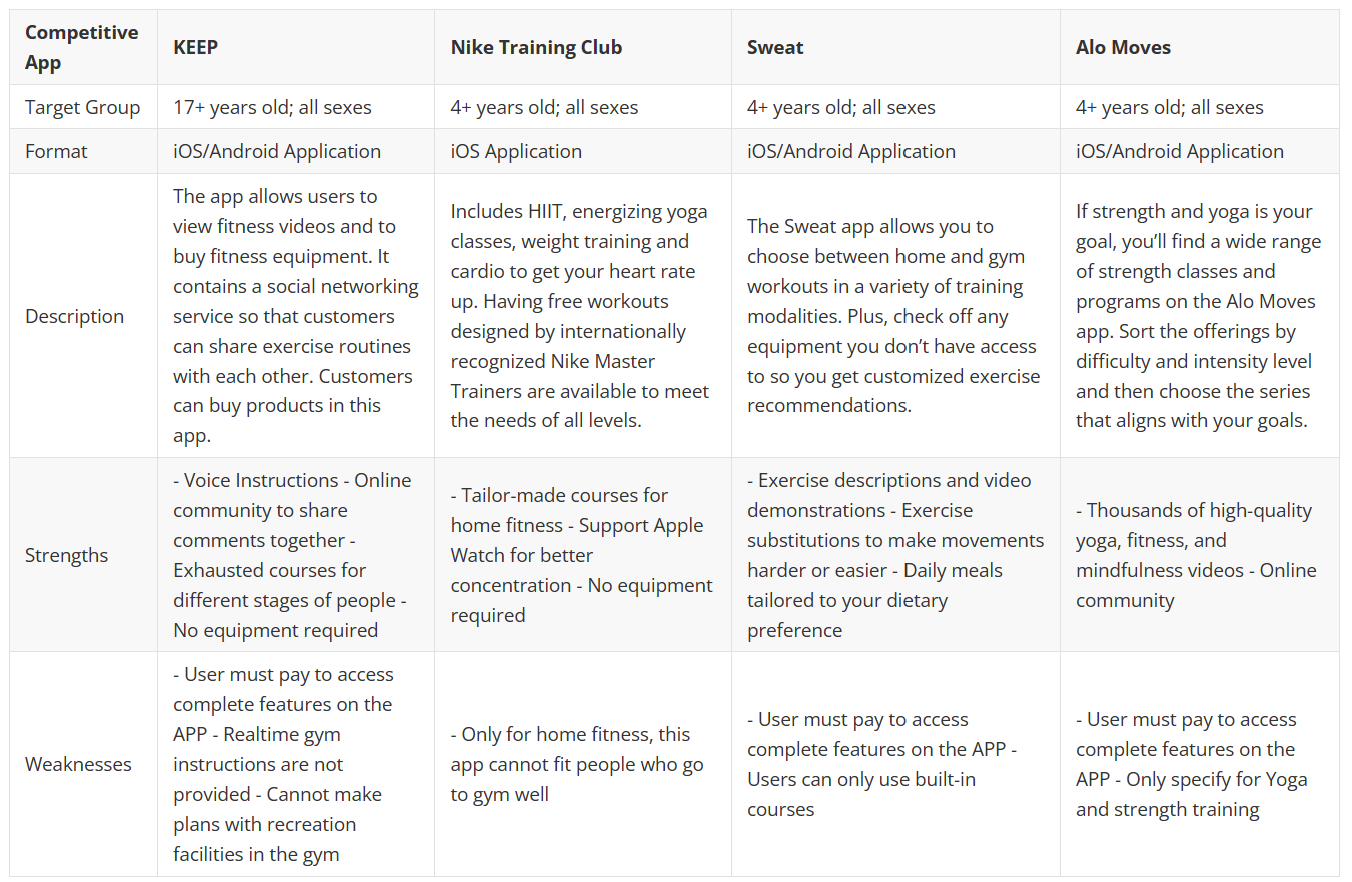 Competitive
App
KEEP
Nike Training Club
Sweat
Alo Moves
Target Group
17+ years old; all sexes
4+ years old; all sexes
4+ years old; all sexes
4+ years old; all sexes
Format
iOS/Android Application
iOS Application
iOS/Android Application
iOS/Android Application
Description
The app allows users to
view fitness videos and to
buy fitness equipment. It
contains a social networking
service so that customers
can share exercise routines
with each other. Customers
can buy products in this
app.
Includes HIIT, energizing yoga
classes, weight training and
cardio to get your heart rate
up. Having free workouts
designed by internationally
recognized Nike Master
Trainers are available to meet
the needs of all levels.
The Sweat app allows you to
choose between home and gym
workouts in a variety of training
modalities. Plus, check off any
equipment you don’t have access
to so you get customized exercise
recommendations.
If strength and yoga is your
goal, you’ll find a wide range
of strength classes and
programs on the Alo Moves
app. Sort the offerings by
difficulty and intensity level
and then choose the series
that aligns with your goals.
Strengths
- Voice Instructions - Online
community to share
comments together -
Exhausted courses for
different stages of people -
No equipment required
- Tailor-made courses for
home fitness - Support Apple
Watch for better
concentration - No equipment
required
- Exercise descriptions and video
demonstrations - Exercise
substitutions to make movements
harder or easier - Daily meals
tailored to your dietary
preference
- Thousands of high-quality
yoga, fitness, and
mindfulness videos - Online
community
Weaknesses
- User must pay to access
complete features on the
APP - Realtime gym
instructions are not
provided - Cannot make
plans with recreation
facilities in the gym
- Only for home fitness, this
app cannot fit people who go
to gym well
- User must pay to access
complete features on the APP -
Users can only use built-in
courses
- User must pay to access
complete features on the
APP - Only specify for Yoga
and strength training